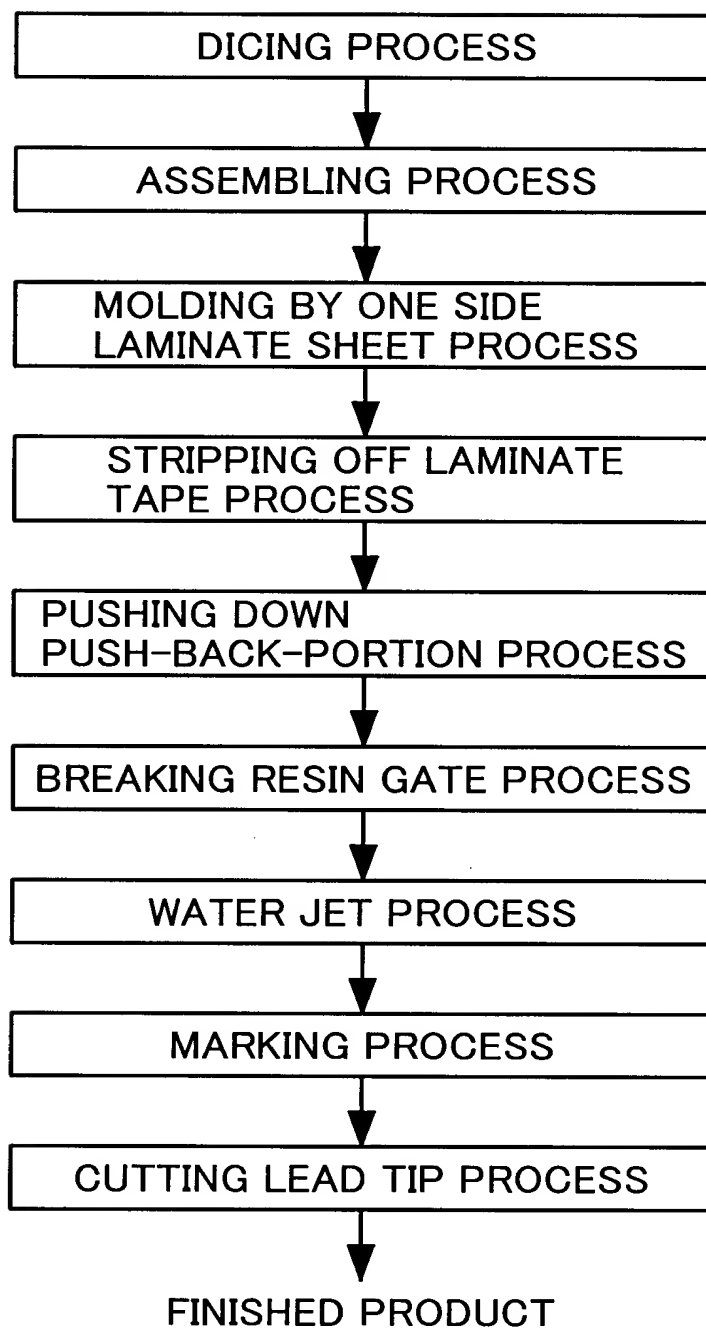 DICING PROCESS
ASSEMBLING PROCESS
MOLDING BY ONE SIDE
LAMINATE SHEET PROCESS
STRIPPING OFF LAMINATE
TAPE PROCESS
PUSHING DOWN
PUSH-BACK-PORTION PROCESS
BREAKING RESIN GATE PROCESS
WATER JET PROCESS
MARKING PROCESS
CUTTING LEAD TIP PROCESS
FINISHED PRODUCT